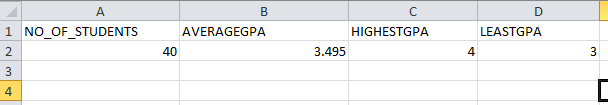 A B C D
1 NO_OF_STUDENTS AVERAGEGPA HIGHESTGPA LEASTGPA
2 40 3.495 4 3
3
4